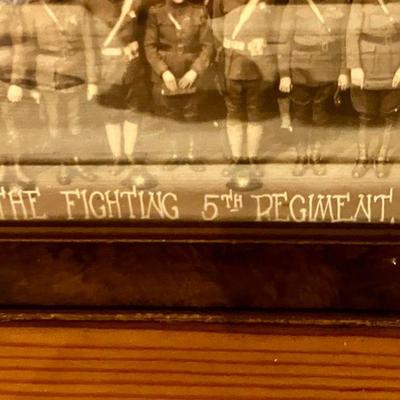 THE FIGHTING 5TH REGIMENT.